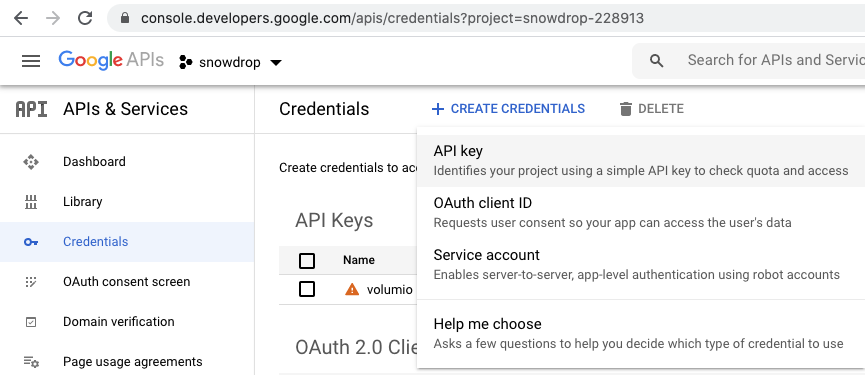 console.developers.google.com/apis/credentials?project=snowdrop-228913
Google APIs
snowdrop
Search for APIs and Servic
API
APIs & Services
Credentials
CREATE CREDENTIALS
DELETE
Dashboard
Library
Credentials
OAuth consent screen
Domain verification
Page usage agreements
Create credentials to ac
API Keys
Name
volumio
OAuth 2.0 Clie
API key
Identifies your project using a simple API key to check quota and access
OAuth client ID
Requests user consent so your app can access the user's data
Service account
Enables server-to-server, app-level authentication using robot accounts
Help me choose
Asks a few questions to help you decide which type of credential to use